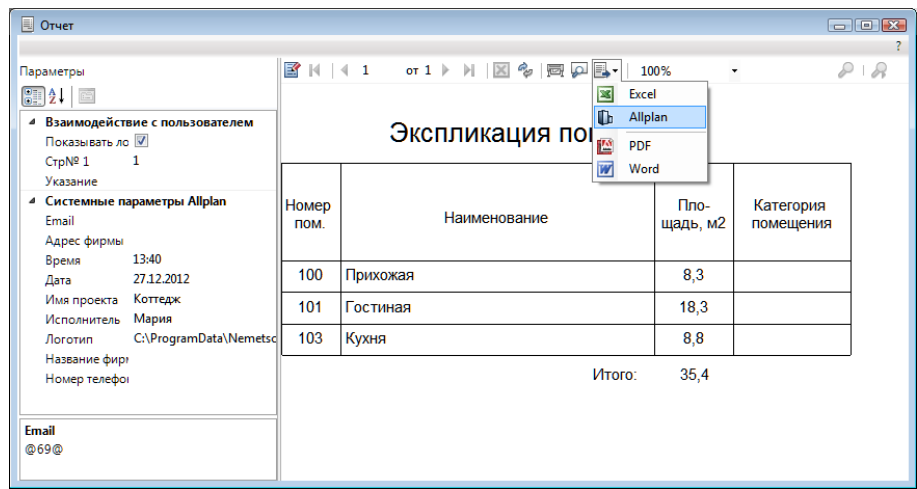 Отчет
?
Параметры
1 от 1 100%
Excel
Allplan
PDF
Word
Взаимодействие с пользователем
Показывать ло
СтрNº 1 1
Указание
Системные параметры Allplan
Email
Адрес фирмы
Время 13:40
Дата 27.12.2012
Имя проекта Коттедж
Исполнитель Мария
Логотип C:\ProgramData\Nemetsc
Название фирм
Номер телефо
Email
@69@
Экспликация по
Номер пом. Наименование Пло-
щадь, м2 Категория помещения
100 Прихожая 8,3
101 Гостиная 18,3
103 Кухня 8,8
Итого: 35,4